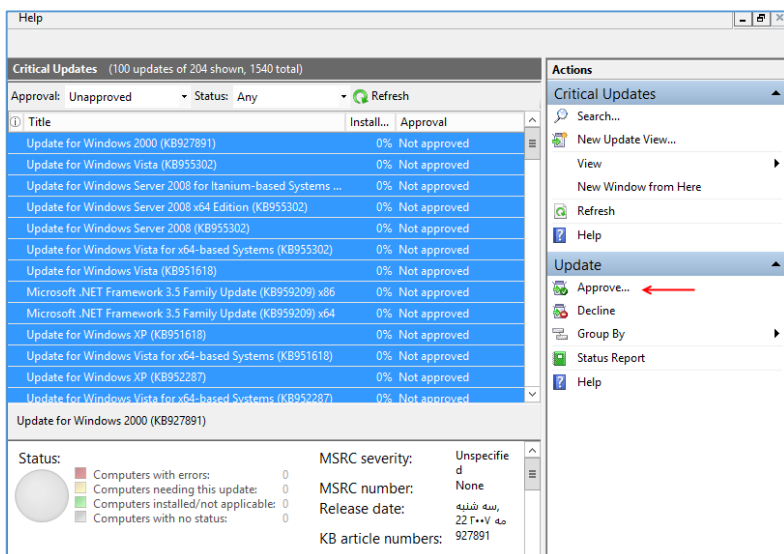 Help
Critical Updates (100 updates of 204 shown, 1540 total)
Approval: Unapproved Status: Any Refresh
Title Install... Approval
Update for Windows 2000 (KB927891) 0% Not approved
Update for Windows Vista (KB955302) 0% Not approved
Update for Windows Server 2008 for Itanium-based Systems ... 0% Not approved
Update for Windows Server 2008 x64 Edition (KB955302) 0% Not approved
Update for Windows Server 2008 (KB955302) 0% Not approved
Update for Windows Vista for x64-based Systems (KB955302) 0% Not approved
Update for Windows Vista (KB951618) 0% Not approved
Microsoft .NET Framework 3.5 Family Update (KB959209) x86 0% Not approved
Microsoft .NET Framework 3.5 Family Update (KB959209) x64 0% Not approved
Update for Windows XP (KB951618) 0% Not approved
Update for Windows Vista for x64-based Systems (KB951618) 0% Not approved
Update for Windows XP (KB952287) 0% Not approved
Update for Windows Vista for x64-based Systems (KB952287) 0% Not approved
Update for Windows 2000 (KB927891)
Status:
Computers with errors: 0
Computers needing this update: 0
Computers installed/not applicable: 0
Computers with no status: 0
MSRC severity: Unspecifie
d
MSRC number: None
Release date: سه شنبه,
22 مه ۲۰۰۷
KB article numbers: 927891
Actions
Critical Updates
Search...
New Update View...
View
New Window from Here
Refresh
Help
Update
Approve...
Decline
Group By
Status Report
Help